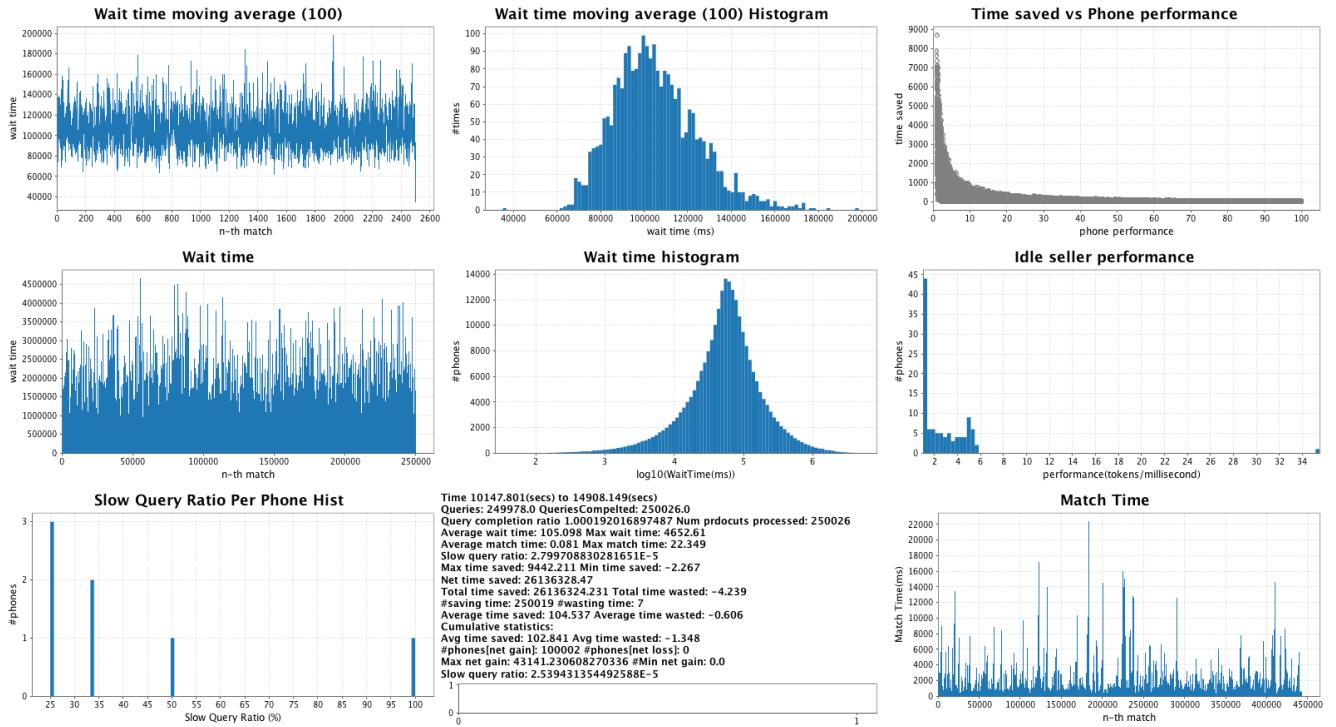 Wait time moving average (100)
wait time
200000
180000
160000
140000
120000
100000
80000
60000
40000
0 200 400 600 800 1000 1200 1400 1600 1800 2000 2200 2400 2600
n-th match
Wait time moving average (100) Histogram
#times
100
90
80
70
60
50
40
30
20
10
0
40000 60000 80000 100000 120000 140000 160000 180000 200000
wait time (ms)
Time saved vs Phone performance
time saved
9000
8000
7000
6000
5000
4000
3000
2000
1000
0
0 10 20 30 40 50 60 70 80 90 100
phone performance
Wait time
wait time
4500000
4000000
3500000
3000000
2500000
2000000
1500000
1000000
500000
0
0 50000 100000 150000 200000 250000
n-th match
Wait time histogram
#phones
14000
12000
10000
8000
6000
4000
2000
0
2 3 4 5 6
log10(WaitTime(ms))
Idle seller performance
#phones
45
40
35
30
25
20
15
10
5
0
2 4 6 8 10 12 14 16 18 20 22 24 26 28 30 32 34
performance(tokens/millisecond)
Slow Query Ratio Per Phone Hist
#phones
3
2
1
0
25 30 35 40 45 50 55 60 65 70 75 80 85 90 95 100
Slow Query Ratio (%)
Time 10147.801(secs) to 14908.149(secs)
Queries: 249978.0 QueriesCompelted: 250026.0
Query completion ratio 1.000192016897487 Num prdocuts processed: 250026
Average wait time: 105.098 Max wait time: 4652.61
Average match time: 0.081 Max match time: 22.349
Slow query ratio: 2.799708830281651E-5
Max time saved: 9442.211 Min time saved: -2.267
Net time saved: 26136328.47
Total time saved: 26136324.231 Total time wasted: -4.239
#saving time: 250019 #wasting time: 7
Average time saved: 104.537 Average time wasted: -0.606
Cumulative statistics:
Avg time saved: 102.841 Avg time wasted: -1.348
#phones[net gain]: 100002 #phones[net loss]: 0
Max net gain: 43141.230608270336 #Min net gain: 0.0
Slow query ratio: 2.539431354492588E-5
1
0
0 1
Match Time
Match Time(ms)
22000
20000
18000
16000
14000
12000
10000
8000
6000
4000
2000
0
0 50000 100000 150000 200000 250000 300000 350000 400000 450000
n-th match